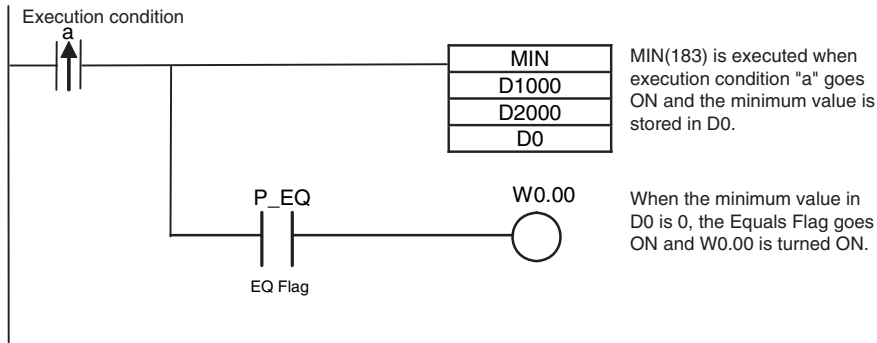 Execution condition
a
MIN
D1000
D2000
D0
MIN(183) is executed when
execution condition "a" goes
ON and the minimum value is
stored in D0.
P_EQ
W0.00
EQ Flag
When the minimum value in
D0 is 0, the Equals Flag goes
ON and W0.00 is turned ON.